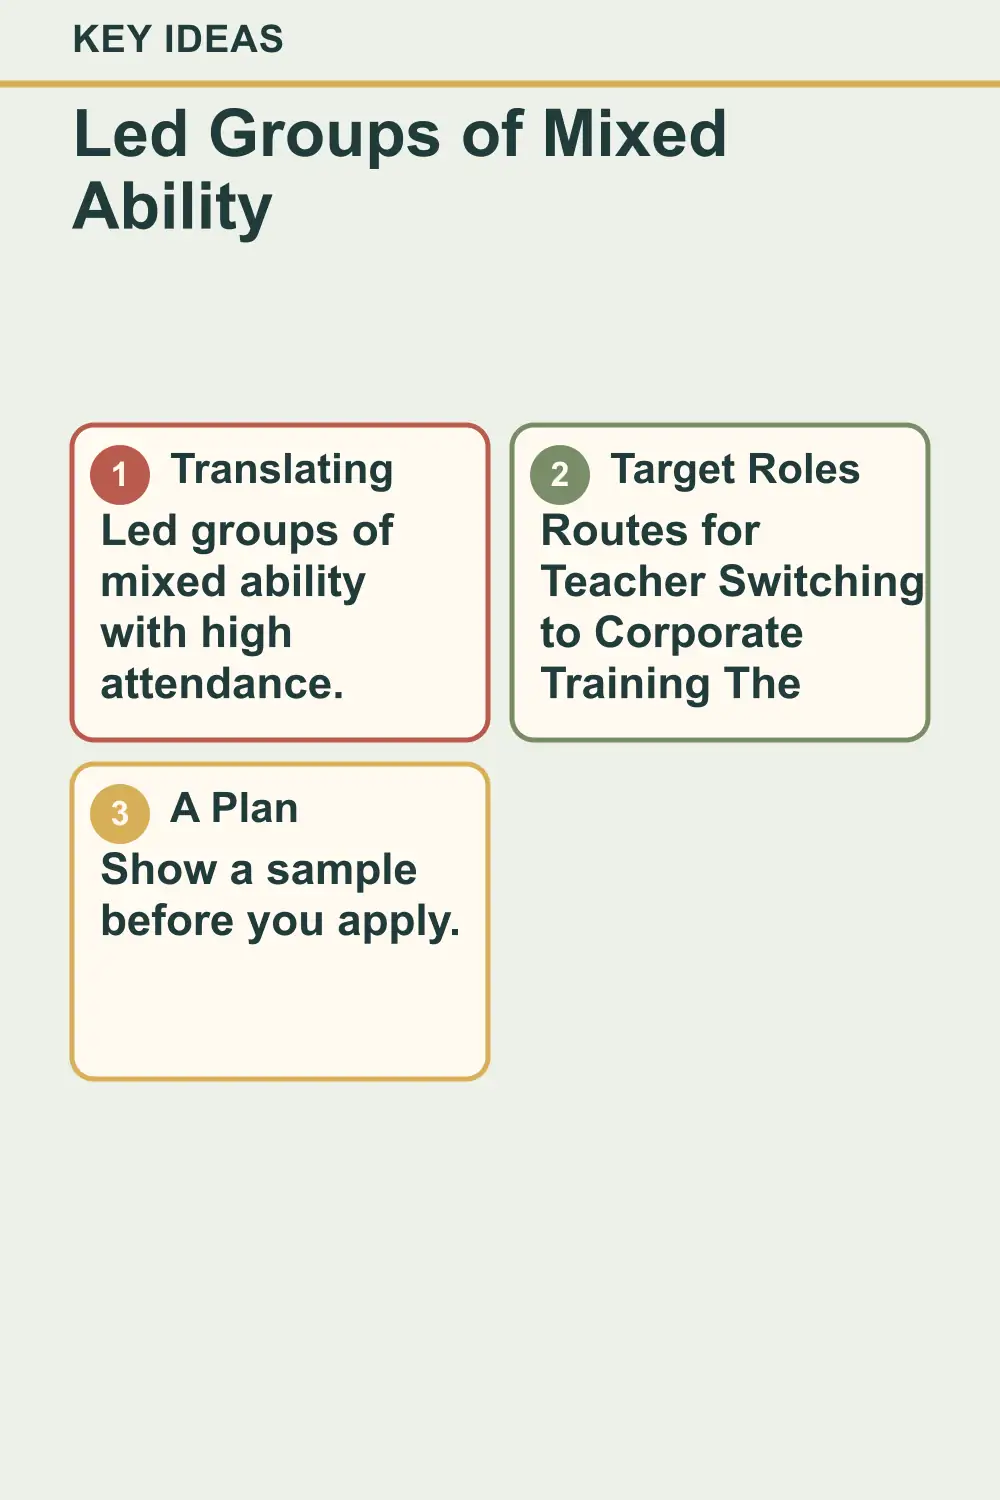 KEY IDEAS
Led Groups of Mixed
Ability
1 Translating
Led groups of
mixed ability
with high
attendance.
2 Target Roles
Routes for
Teacher Switching
to Corporate
Training The
3 A Plan
Show a sample
before you apply.